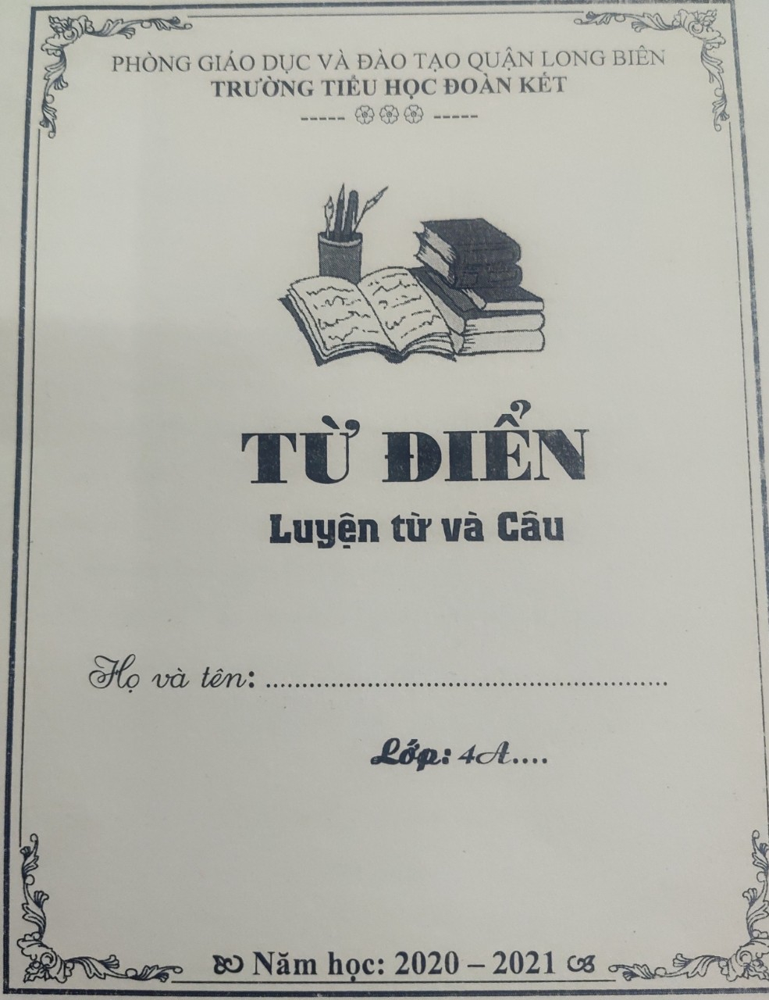 PHÒNG GIÁO DỤC VÀ ĐÀO TẠO QUẬN LONG BIÊN
TRƯỜNG TIỂU HỌC ĐOÀN KẾT
TỪ ĐIỂN
Luyện từ và Câu
Họ và tên: ........................................................
Lớp: 4A....
Năm học: 2020 – 2021